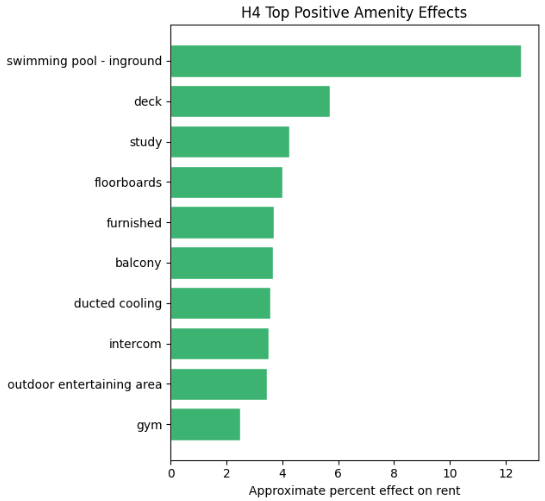 H4 Top Positive Amenity Effects
swimming pool - inground
deck
study
floorboards
furnished
balcony
ducted cooling
intercom
outdoor entertaining area
gym
0 2 4 6 8 10 12
Approximate percent effect on rent